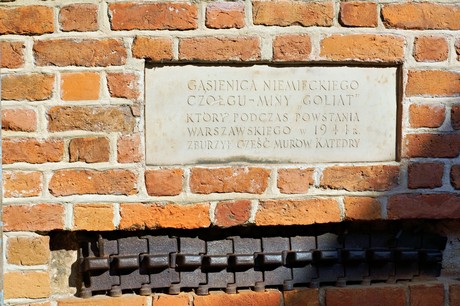 GĄSIENICA NIEMIECKIEGO
CZOŁGU-MINY „GOLIAT"
KTÓRY PODCZAS POWSTANIA
WARSZAWSKIEGO w 1944 r.
ZBURZYŁ CZĘŚĆ MURÓW KATEDRY